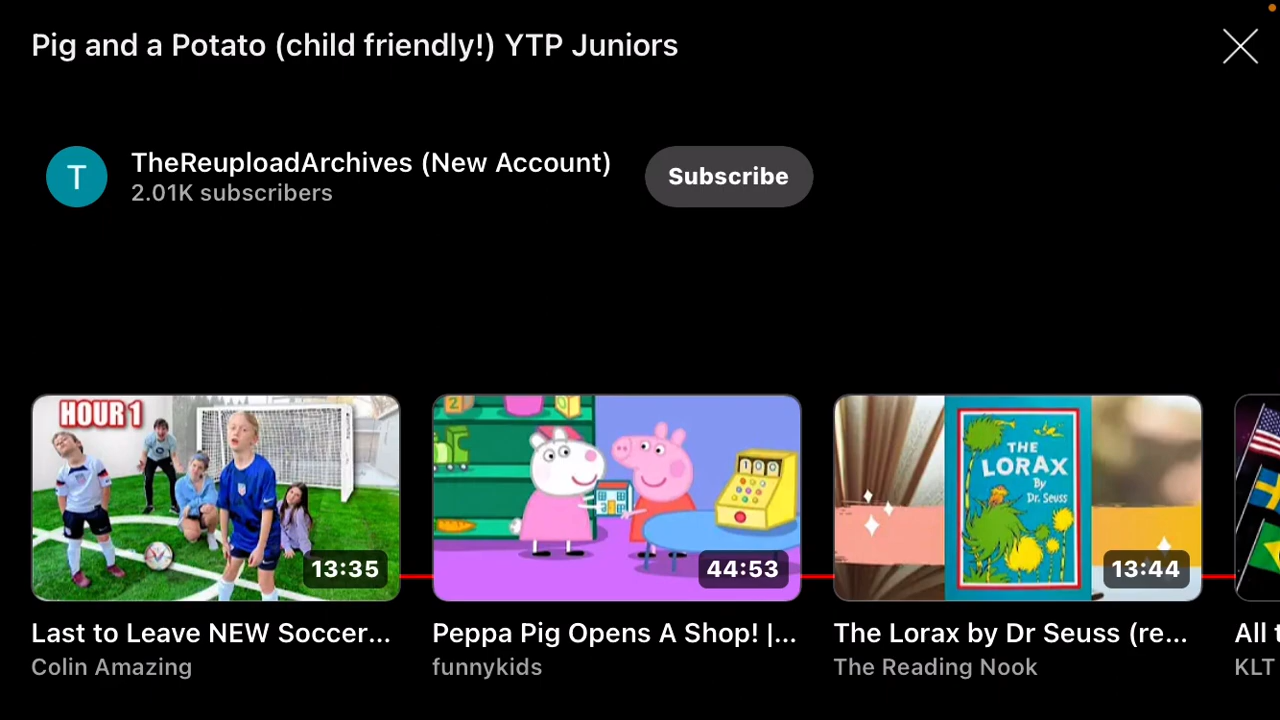 Pig and a Potato (child friendly!) YTP Juniors
T
TheReuploadArchives (New Account)
2.01K subscribers
Subscribe
HOUR 1
13:35
2
44:53
THE
LORAX
By
Dr. Seuss
13:44
Last to Leave NEW Soccer...
Colin Amazing
Peppa Pig Opens A Shop! |...
funnykids
The Lorax by Dr Seuss (re...
The Reading Nook
All t
KLT